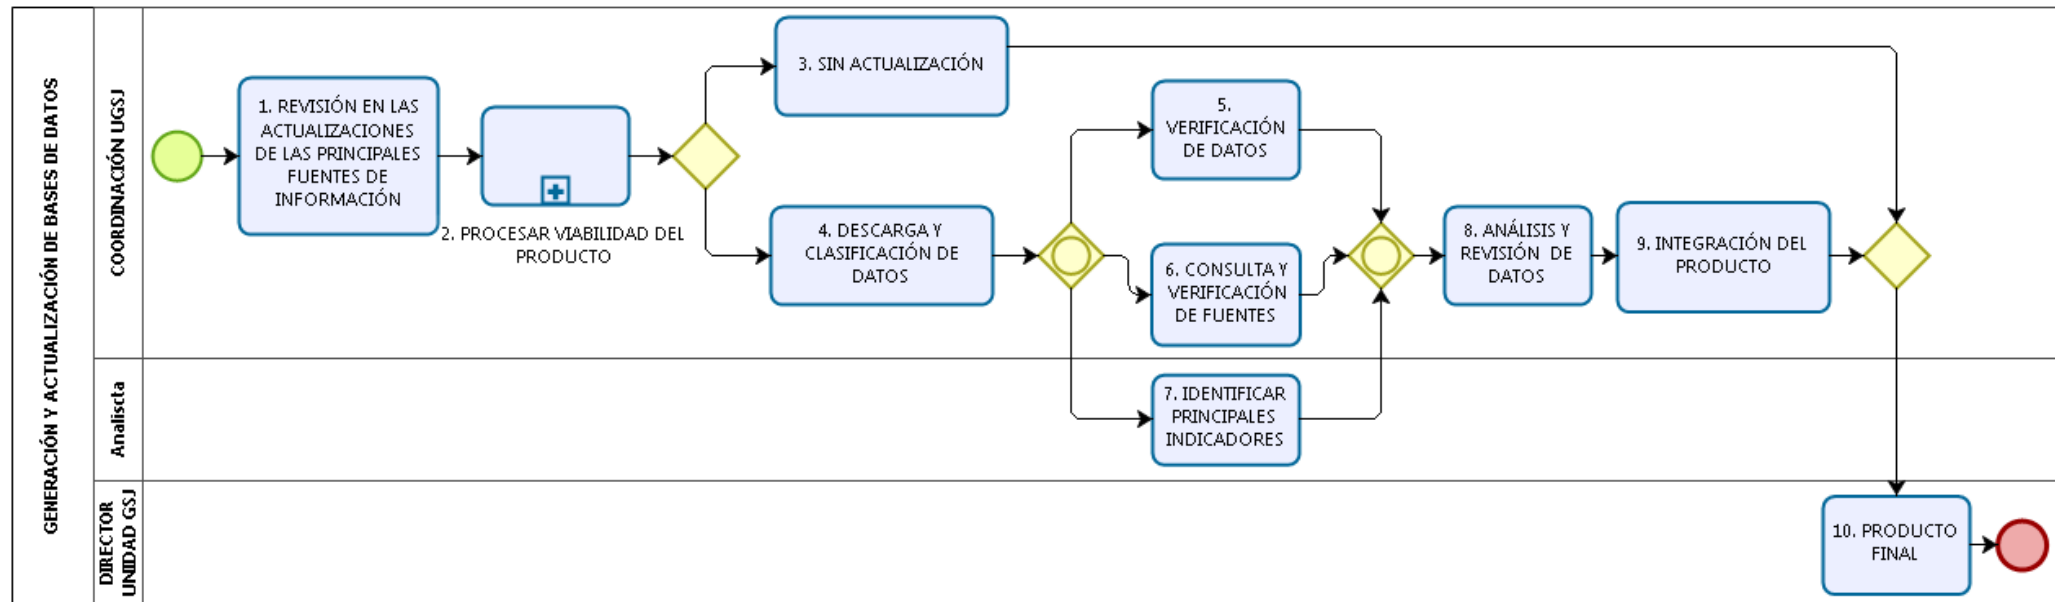 GENERACIÓN Y ACTUALIZACIÓN DE BASES DE DATOS
COORDINACIÓN UGSJ
1. REVISIÓN EN LAS
ACTUALIZACIONES
DE LAS PRINCIPALES
FUENTES DE
INFORMACIÓN
2. PROCESAR VIABILIDAD DEL
PRODUCTO
3. SIN ACTUALIZACIÓN
4. DESCARGA Y
CLASIFICACIÓN DE
DATOS
5.
VERIFICACIÓN
DE DATOS
6. CONSULTA Y
VERIFICACIÓN
DE FUENTES
8. ANÁLISIS Y
REVISIÓN DE
DATOS
9. INTEGRACIÓN DEL
PRODUCTO
Analiscta
7. IDENTIFICAR
PRINCIPALES
INDICADORES
DIRECTOR
UNIDAD GSJ
10. PRODUCTO
FINAL